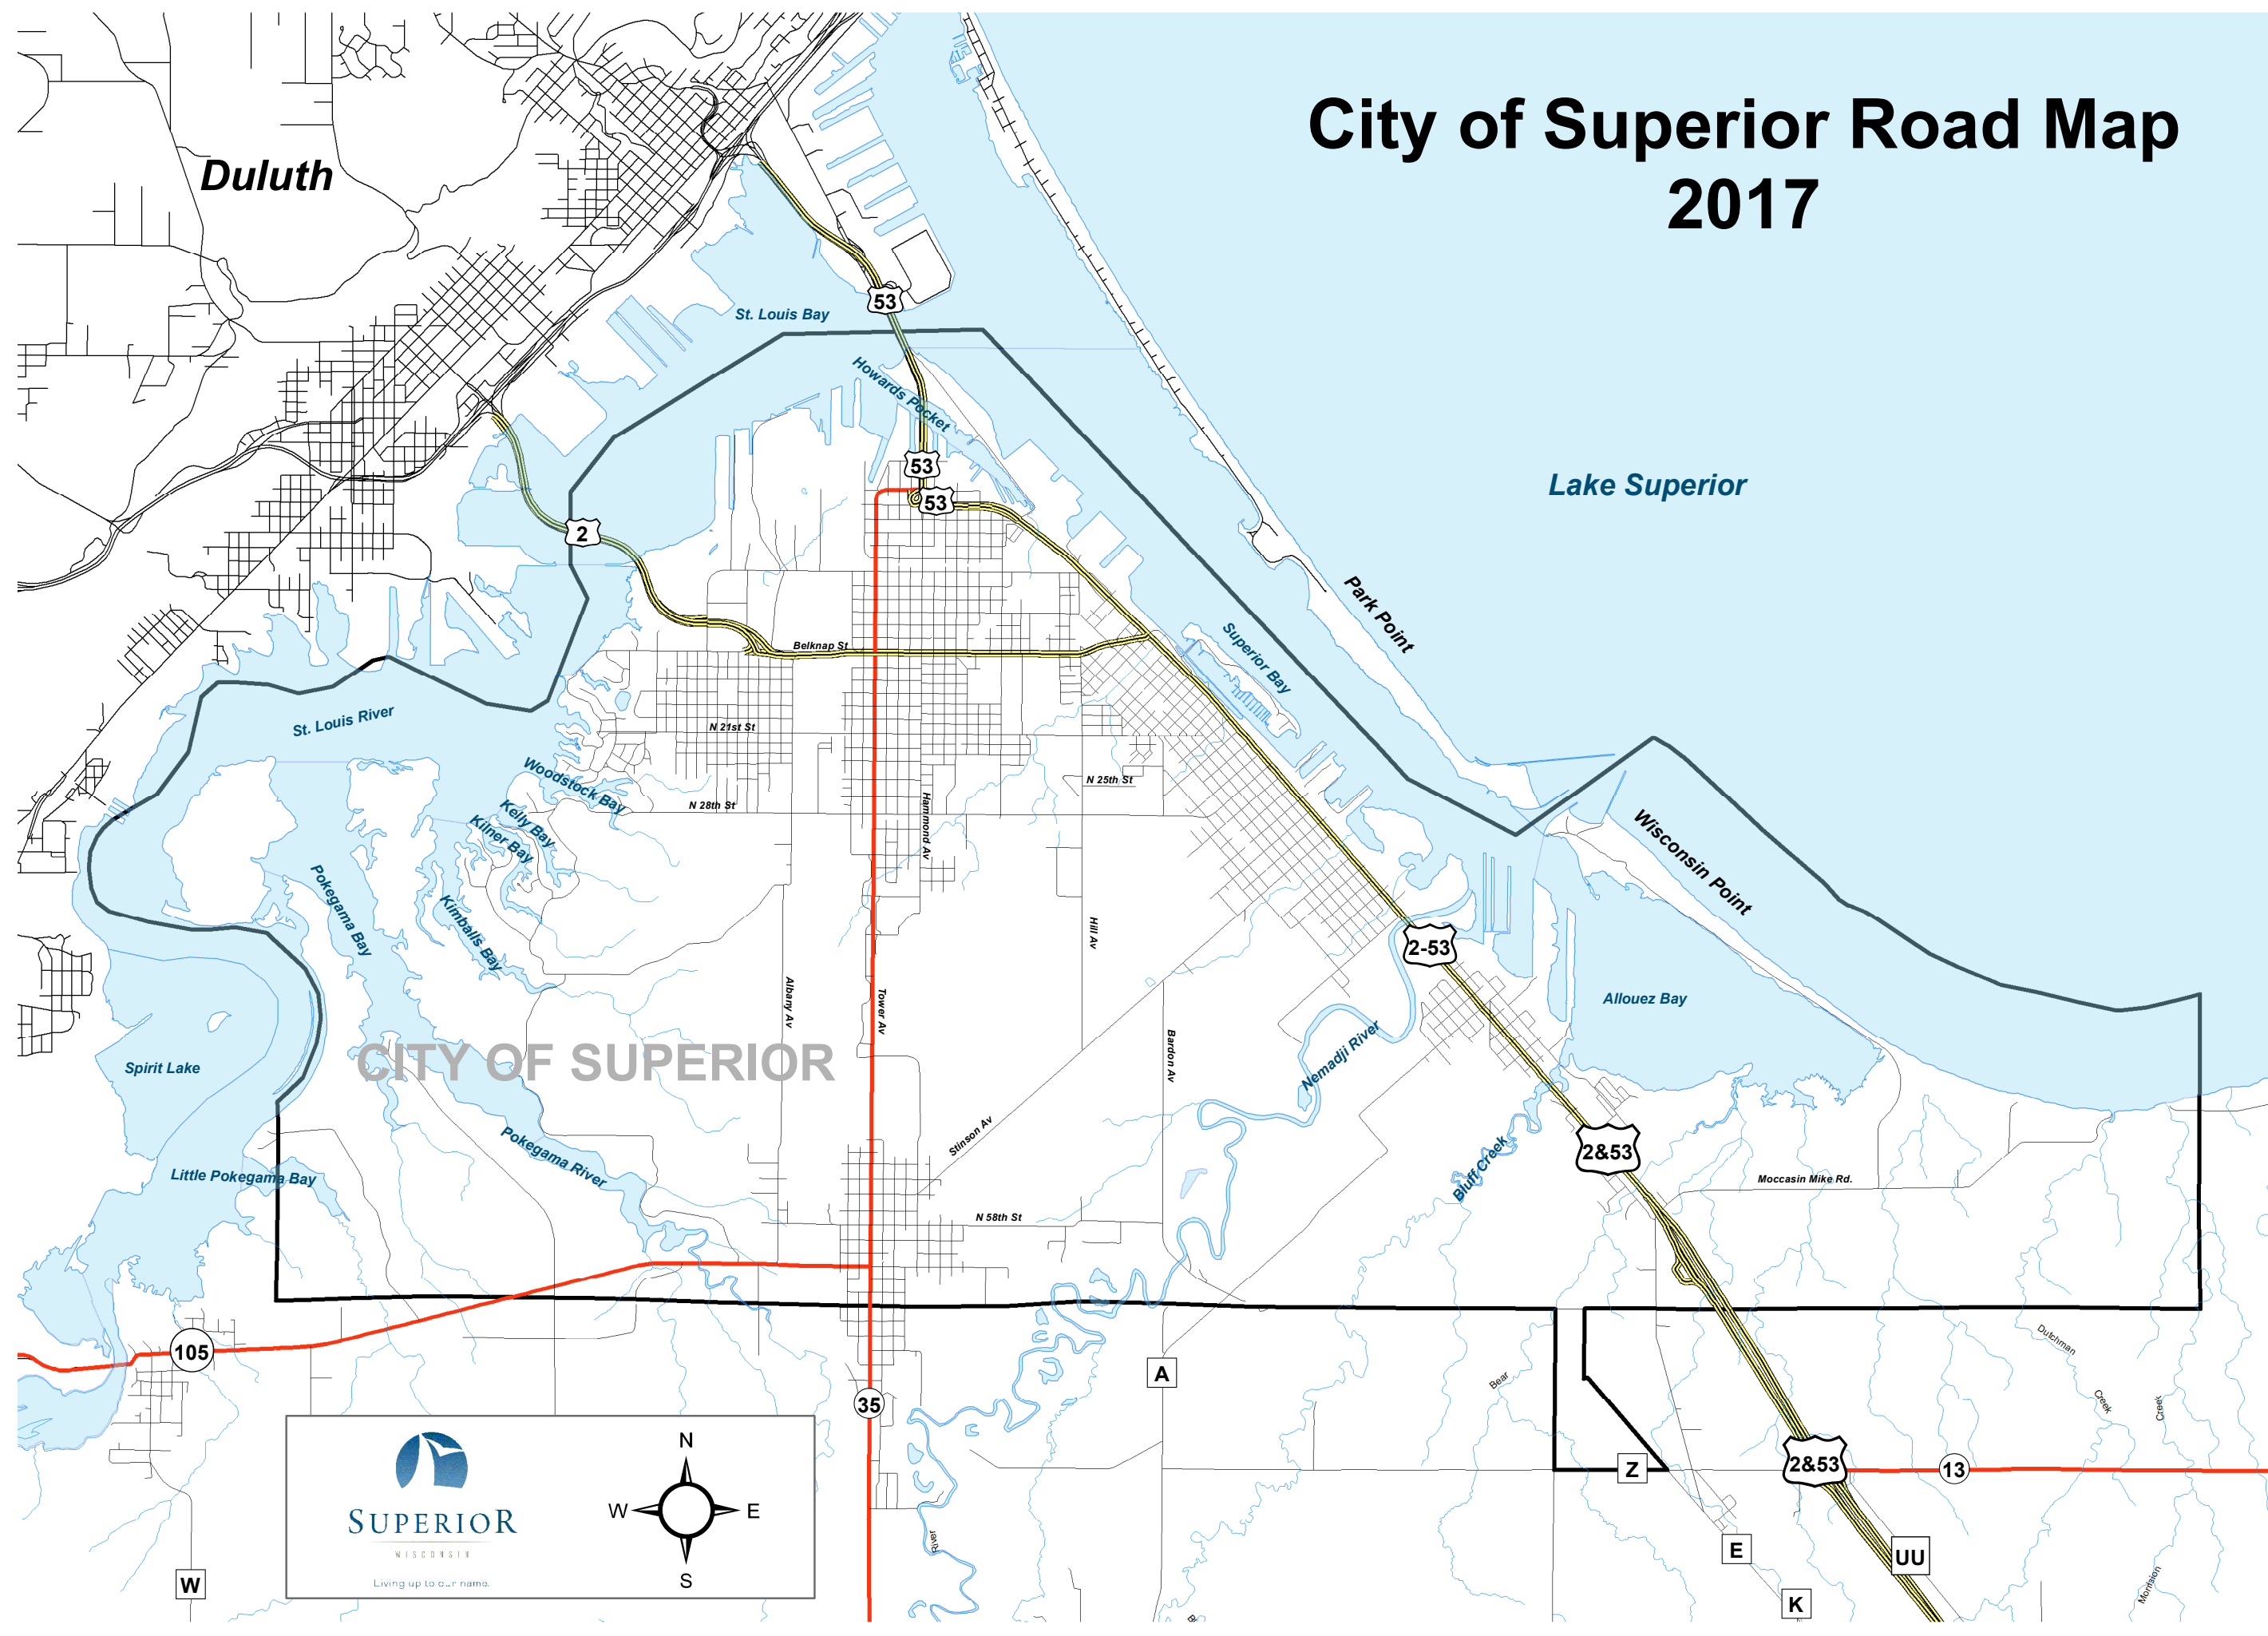 City of Superior Road Map
2017
Duluth
53
St. Louis Bay
Howards Pocket
53
53
Lake Superior
2
Park Point
Superior Bay
Belknap St
St. Louis River
N 21st St
Woodstock Bay
N 25th St
N 28th St
Kelly Bay
Kilner Bay
Hammond Av
Wisconsin Point
Pokegama Bay
Kimballs Bay
Hill Av
2-53
Albany Av
Tower Av
Allouez Bay
Bardon Av
Nemadji River
CITY OF SUPERIOR
Spirit Lake
Stinson Av
Pokegama River
2&53
Bluff Creek
Little Pokegama Bay
Moccasin Mike Rd.
N 58th St
105
Dutchman
Creek
Creek
A
Bear
35
N
W
E
S
SUPERIOR
WISCONSIN
Living up to our name.
Z
2&53
13
River
E
UU
W
K
Morrision